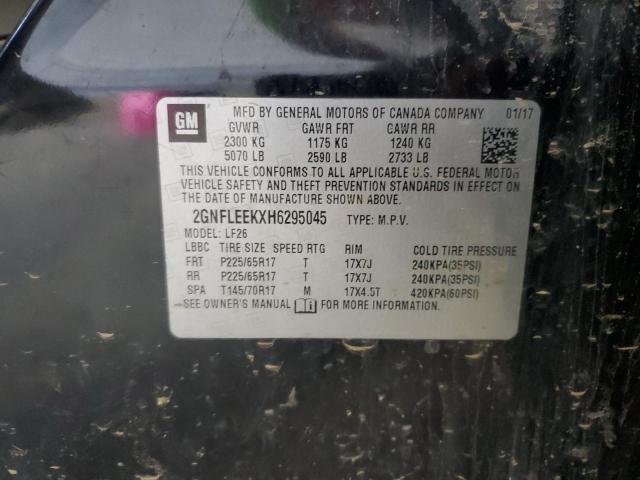 GM
MFD BY GENERAL MOTORS OF CANADA COMPANY 01/17
GVWR GAWR FRT GAWR RR
2300 KG 1175 KG 1240 KG
5070 LB 2590 LB 2733 LB
THIS VEHICLE CONFORMS TO ALL APPLICABLE U.S. FEDERAL MOTOR
VEHICLE SAFETY AND THEFT PREVENTION STANDARDS IN EFFECT ON
THE DATE OF MANUFACTURE SHOWN ABOVE.
2GNFLEEKXH6295045 TYPE: M.P.V.
MODEL: LF26
LBBC TIRE SIZE SPEED RTG RIM COLD TIRE PRESSURE
FRT P225/65R17 T 17X7J 240KPA(35PSI)
RR P225/65R17 T 17X7J 240KPA(35PSI)
SPA T145/70R17 M 17X4.5T 420KPA(60PSI)
SEE OWNER'S MANUAL FOR MORE INFORMATION.